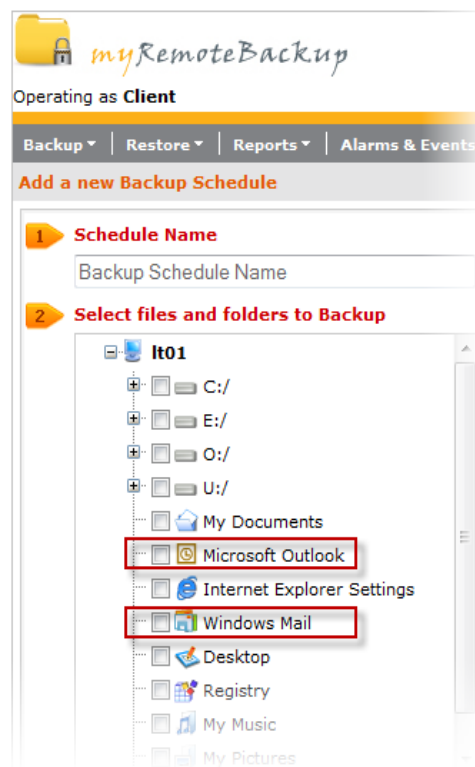 myRemoteBackup
Operating as Client
Backup Restore Reports Alarms & Events
Add a new Backup Schedule
1 Schedule Name
Backup Schedule Name
2 Select files and folders to Backup
lt01
C:/
E:/
O:/
U:/
My Documents
Microsoft Outlook
Internet Explorer Settings
Windows Mail
Desktop
Registry
My Music
My Pictures